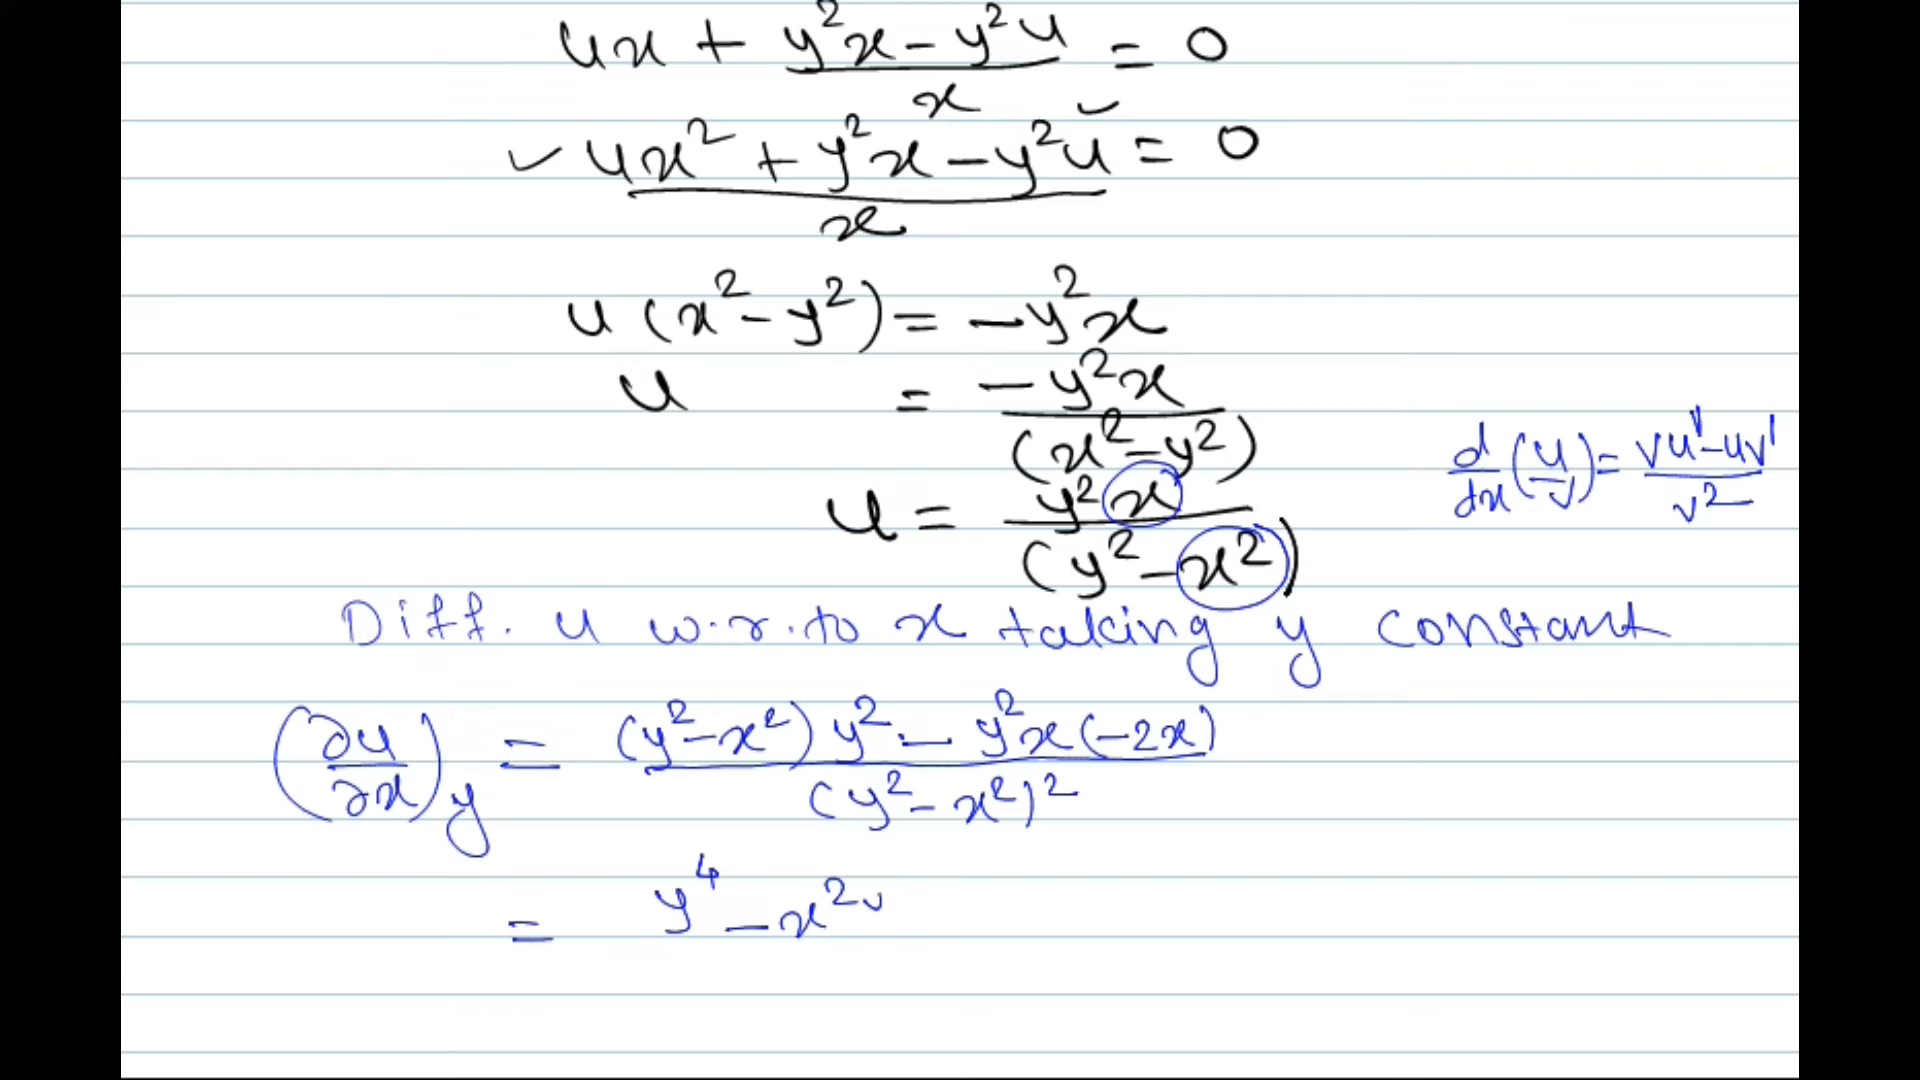 ux + (y²x - y²u)/x = 0
ux² + y²x - y²u / x = 0
u (x² - y²) = -y²x
u = -y²x / (x² - y²)
u = y²x / (y² - x²)
d/dx (u/v) = (vu' - uv') / v²
Diff. u w.r.to x taking y constant
(∂u/∂x)y = ((y² - x²) y² - y²x(-2x)) / (y² - x²)²
= y⁴ - x²